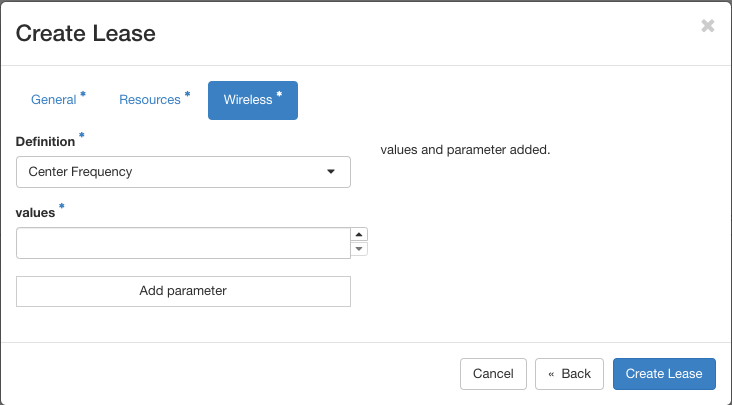 Create Lease
×
General *
Resources *
Wireless *
Definition *
values and parameter added.
Center Frequency
values *
Add parameter
Cancel
« Back
Create Lease